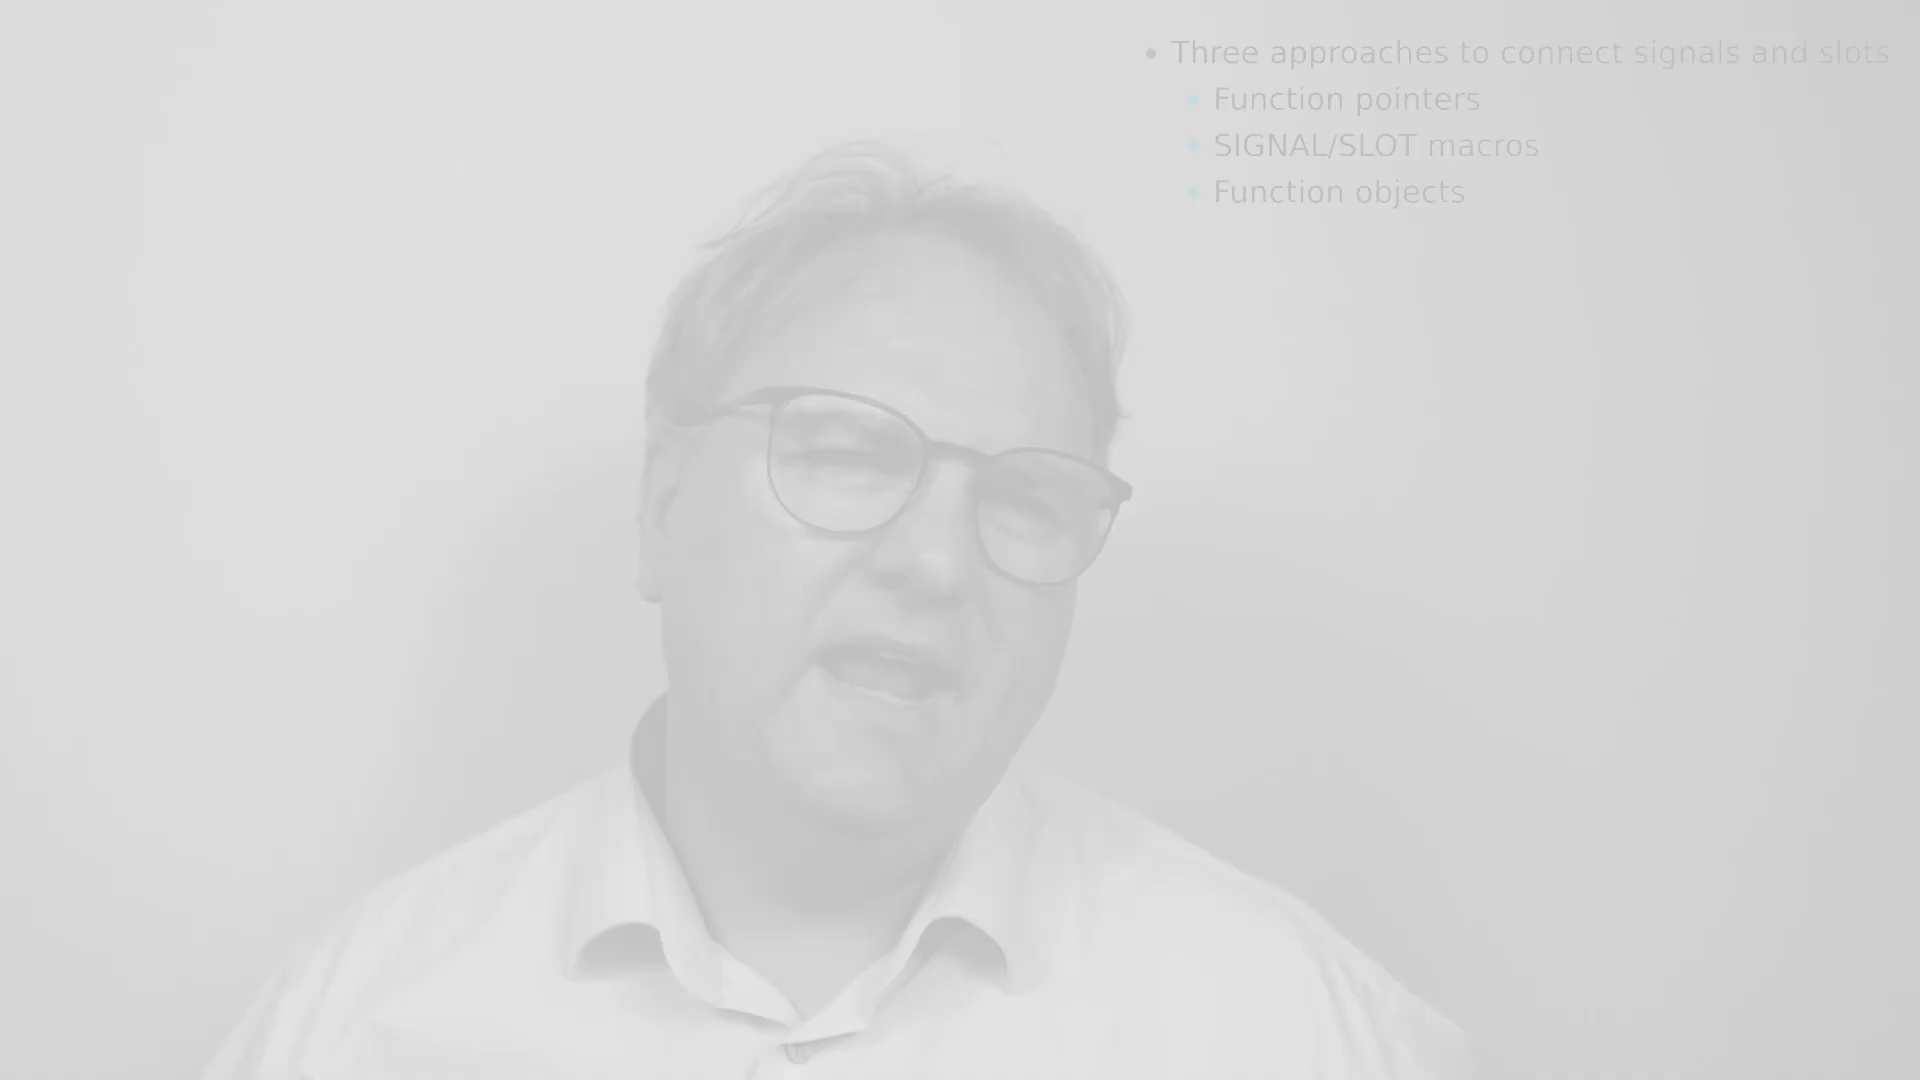 • Three approaches to connect signals and slots
• Function pointers
• SIGNAL/SLOT macros
• Function objects